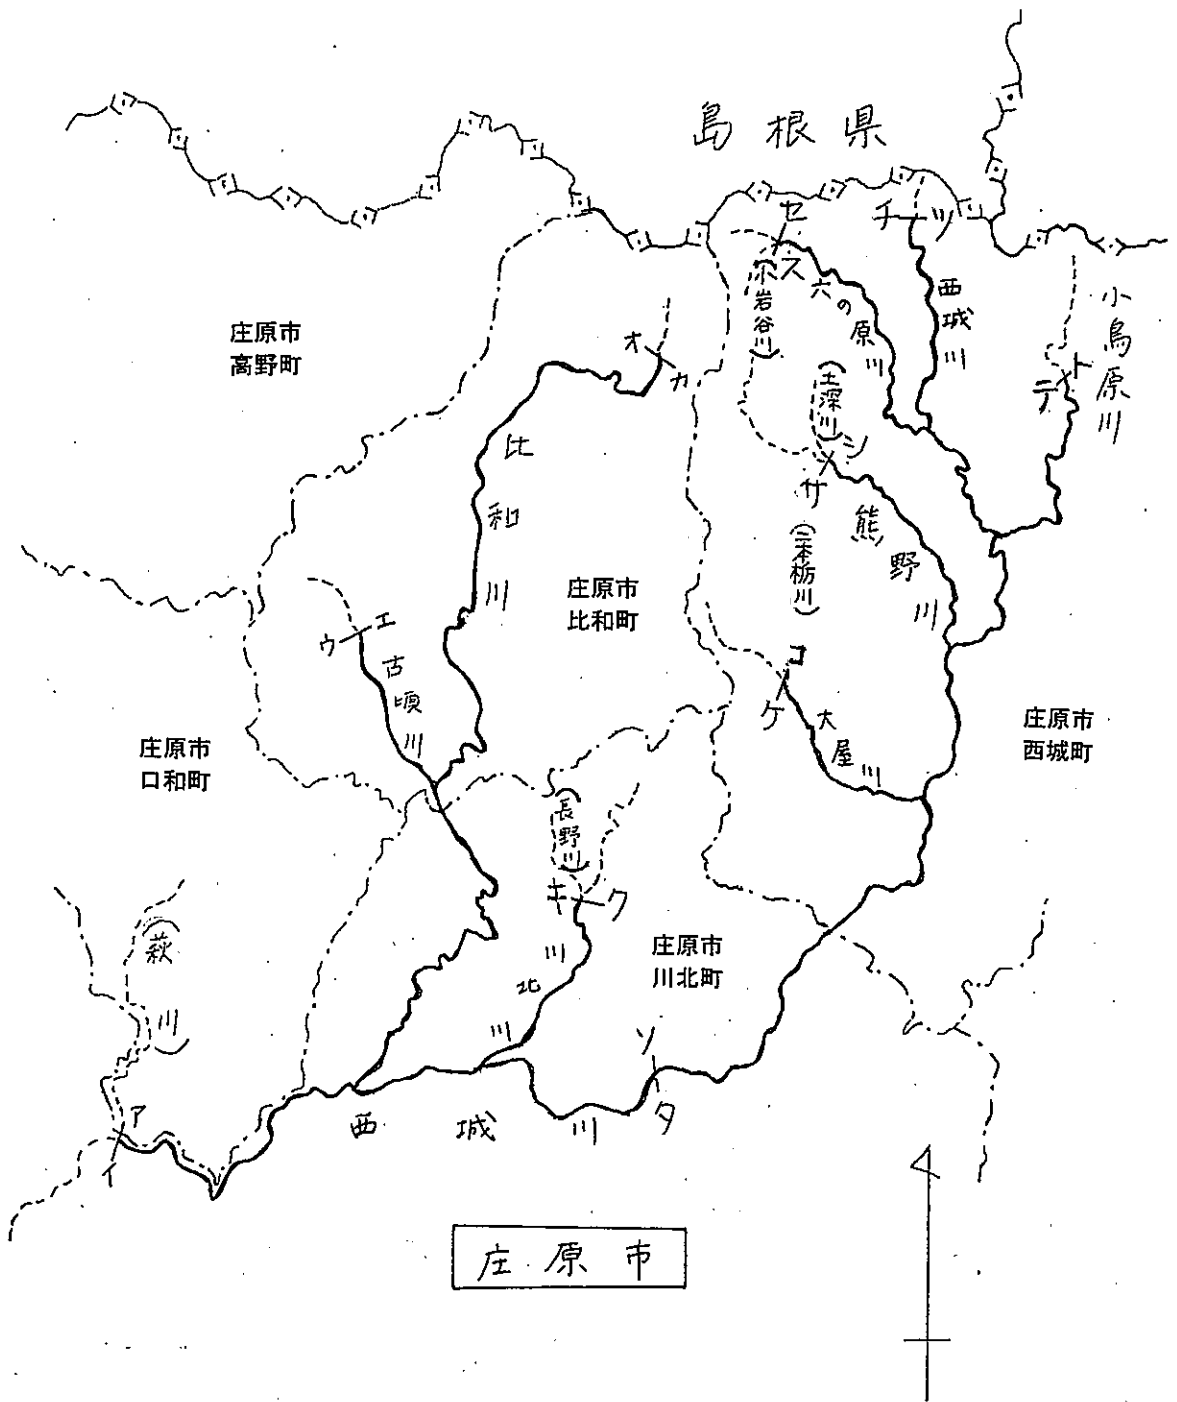 島根県
チ
ツ
セ
ス
(小岩谷川)
六の原川
西城川
小鳥原川
ト
テ
庄原市
高野町
オ
カ
(土深川)
シ
サ
比和川
熊野川
(三本栃川)
庄原市
比和町
エ
ウ
古頃川
コ
ケ
大屋川
庄原市
西城町
庄原市
口和町
(長野川)
キ
ク
(萩川)
川北川
庄原市
川北町
ソ
タ
ア
イ
西城川
庄原市